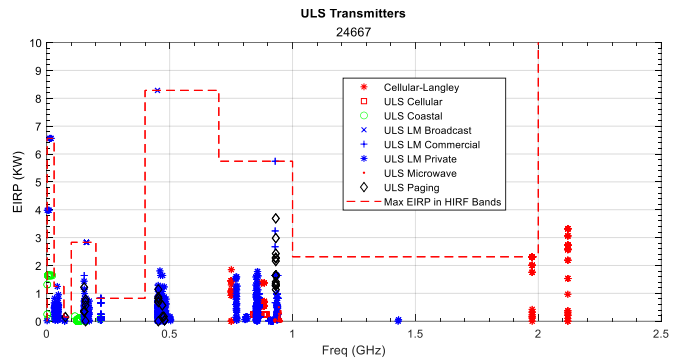 ULS Transmitters
24667
10
9
8
7
6
5
4
3
2
1
0
EIRP (KW)
Cellular-Langley
ULS Cellular
ULS Coastal
ULS LM Broadcast
ULS LM Commercial
ULS LM Private
ULS Microwave
ULS Paging
Max EIRP in HIRF Bands
0 0.5 1 1.5 2 2.5
Freq (GHz)